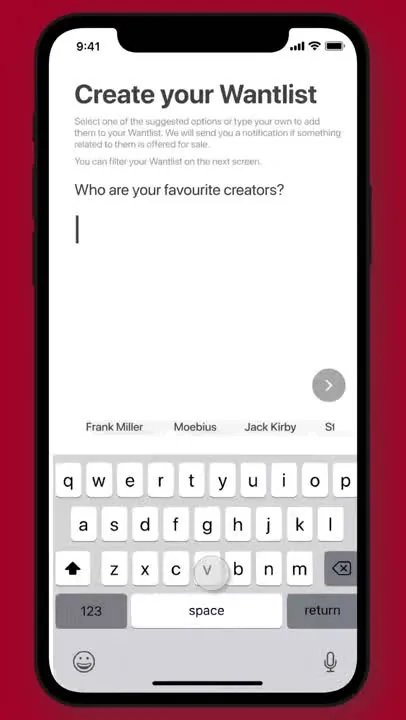 9:41
Create your Wantlist
Select one of the suggested options or type your own to add
them to your Wantlist. We will send you a notification if something
related to them is offered for sale.
You can filter your Wantlist on the next screen.
Who are your favourite creators?
Frank Miller Moebius Jack Kirby St
q w e r t y u i o p
a s d f g h j k l
z x c v b n m
123 space return